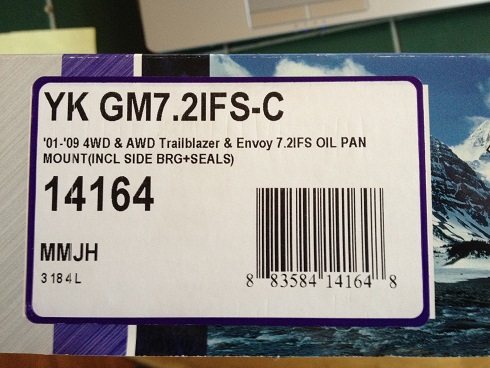 YK GM7.2IFS-C
'01-'09 4WD & AWD Trailblazer & Envoy 7.2IFS OIL PAN
MOUNT(INCL SIDE BRG+SEALS)
14164
MMJH
3184L
8 83584 14164 8